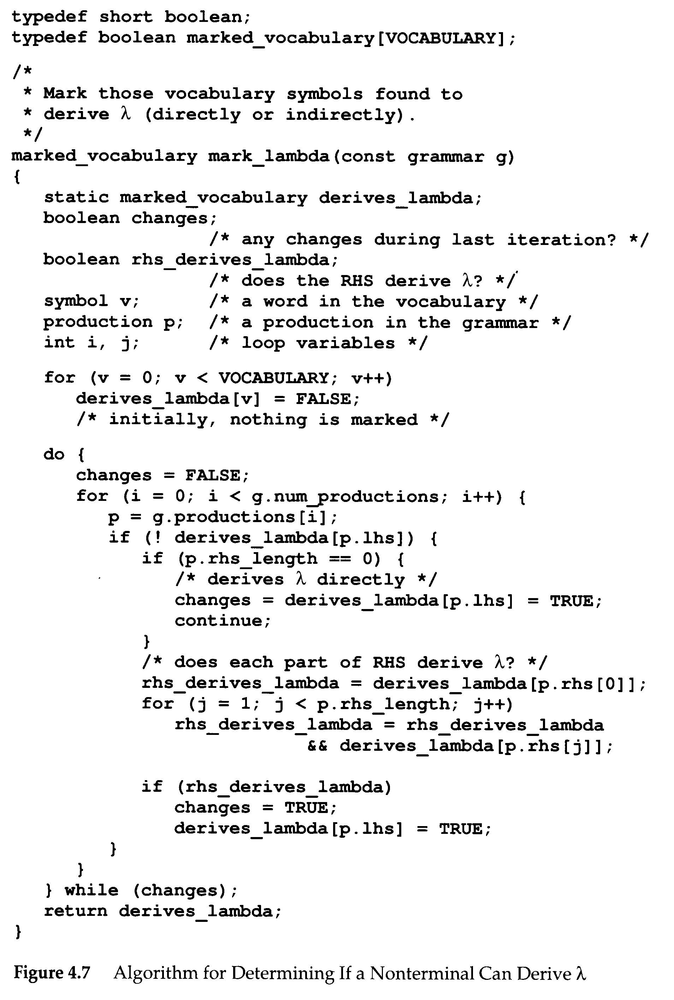 typedef short boolean;
typedef boolean marked_vocabulary[VOCABULARY];
/*
 * Mark those vocabulary symbols found to
 * derive λ (directly or indirectly).
 */
marked_vocabulary mark_lambda(const grammar g)
{
   static marked_vocabulary derives_lambda;
   boolean changes;
                  /* any changes during last iteration? */
   boolean rhs_derives_lambda;
                  /* does the RHS derive λ? */
   symbol v;      /* a word in the vocabulary */
   production p;  /* a production in the grammar */
   int i, j;      /* loop variables */
   for (v = 0; v < VOCABULARY; v++)
      derives_lambda[v] = FALSE;
      /* initially, nothing is marked */
   do {
      changes = FALSE;
      for (i = 0; i < g.num_productions; i++) {
         p = g.productions[i];
         if (! derives_lambda[p.lhs]) {
            if (p.rhs_length == 0) {
               /* derives λ directly */
               changes = derives_lambda[p.lhs] = TRUE;
               continue;
            }
            /* does each part of RHS derive λ? */
            rhs_derives_lambda = derives_lambda[p.rhs[0]];
            for (j = 1; j < p.rhs_length; j++)
               rhs_derives_lambda = rhs_derives_lambda
                           && derives_lambda[p.rhs[j]];
            if (rhs_derives_lambda)
               changes = TRUE;
               derives_lambda[p.lhs] = TRUE;
         }
      }
   } while (changes);
   return derives_lambda;
}
Figure 4.7 Algorithm for Determining If a Nonterminal Can Derive λ